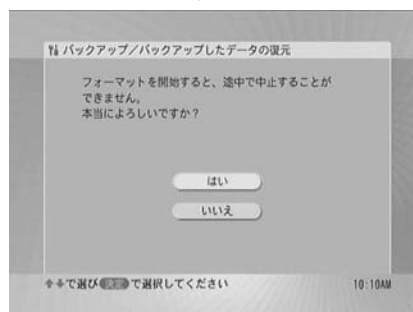 バックアップ／バックアップしたデータの復元
フォーマットを開始すると、途中で中止することが
できません。
本当によろしいですか？
はい
いいえ
で選び 決定 で選択してください
10:10AM